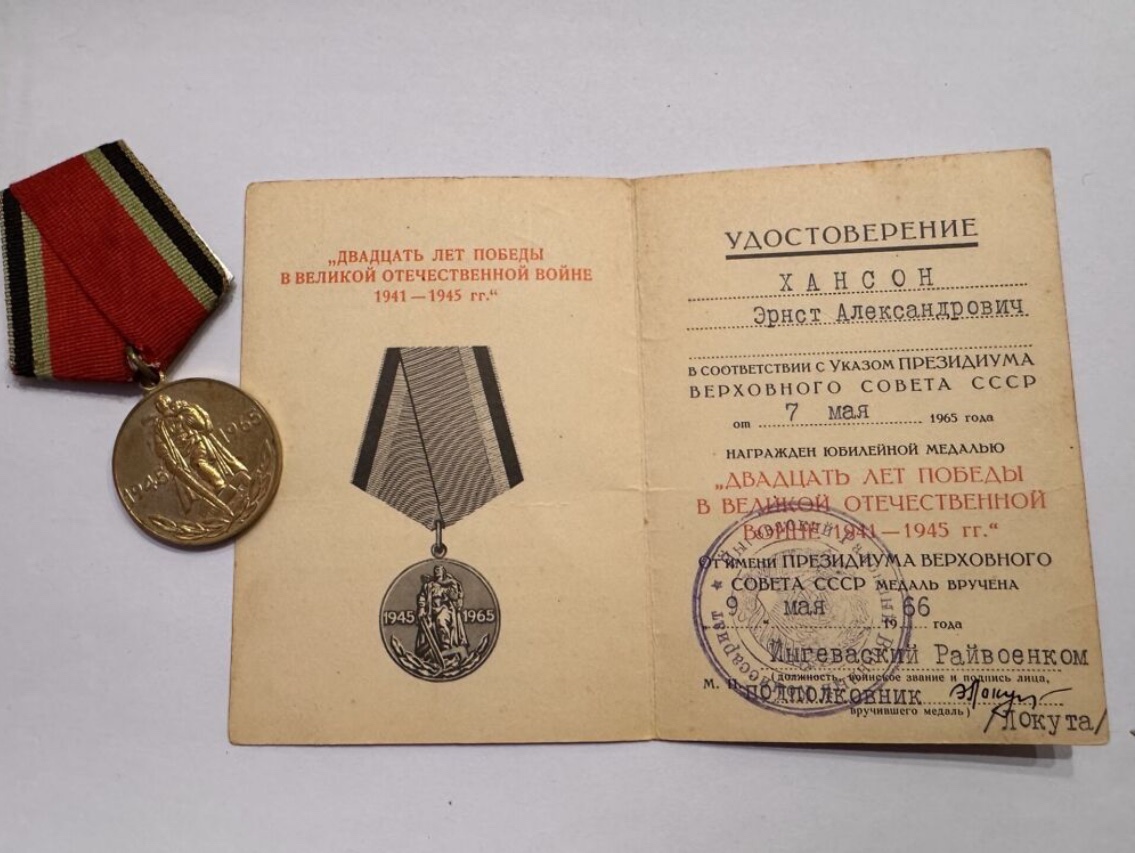 1945
1965
„ДВАДЦАТЬ ЛЕТ ПОБЕДЫ
В ВЕЛИКОЙ ОТЕЧЕСТВЕННОЙ ВОЙНЕ
1941—1945 гг.“
1945 1965
УДОСТОВЕРЕНИЕ
ХАНСОН
Эрнст Александрович
В СООТВЕТСТВИИ С УКАЗОМ ПРЕЗИДИУМА
ВЕРХОВНОГО СОВЕТА СССР
от 7 мая 1965 года
НАГРАЖДЕН ЮБИЛЕЙНОЙ МЕДАЛЬЮ
„ДВАДЦАТЬ ЛЕТ ПОБЕДЫ
В ВЕЛИКОЙ ОТЕЧЕСТВЕННОЙ
ВОЙНЕ 1941—1945 гг.“
ОТ ИМЕНИ ПРЕЗИДИУМА ВЕРХОВНОГО
СОВЕТА СССР МЕДАЛЬ ВРУЧЕНА
9 мая 1966 года
Йыгеваский Райвоенком
(должность, воинское звание и подпись лица,
М. П. подполковник
вручившего медаль)
/Локута/